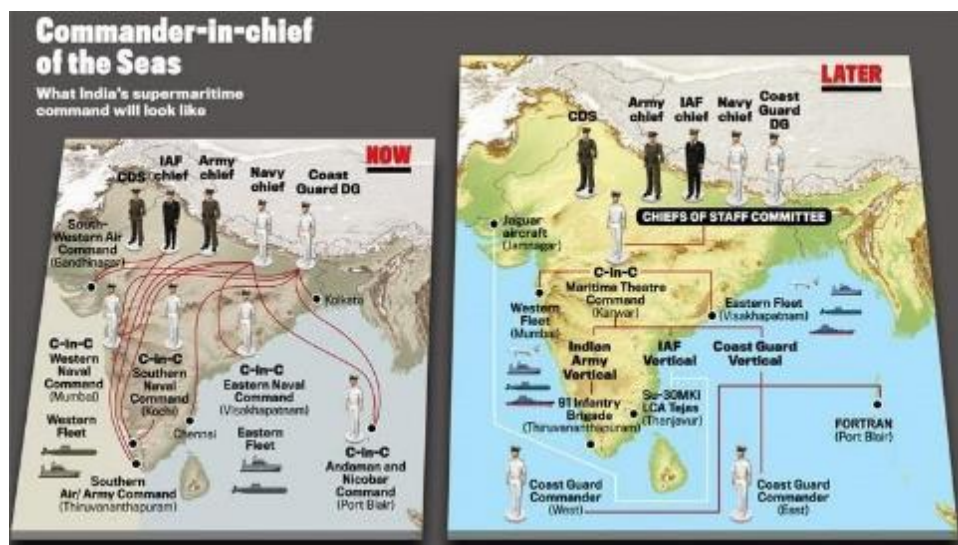 Commander-in-chief
of the Seas
What India's supermaritime
command will look like
NOW
CDS
IAF
chief
Army
chief
Navy
chief
Coast
Guard DG
South-
Western Air
Command
(Gandhinagar)
Kolkata
C-in-C
Western
Naval
Command
(Mumbai)
C-in-C
Southern
Naval
Command
(Kochi)
C-in-C
Eastern Naval
Command
(Visakhapatnam)
Western
Fleet
Chennai
Eastern
Fleet
C-in-C
Andaman and
Nicobar
Command
(Port Blair)
Southern
Air/Army Command
(Thiruvananthapuram)
LATER
CDS
Army
chief
IAF
chief
Navy
chief
Coast
Guard
DG
CHIEFS OF STAFF COMMITTEE
Jaguar
aircraft
(Jamnagar)
C-in-C
Maritime Theatre
Command
(Karwar)
Western
Fleet
(Mumbai)
Eastern Fleet
(Visakhapatnam)
Indian
Army
Vertical
IAF
Vertical
Coast Guard
Vertical
91 Infantry
Brigade
(Thiruvananthapuram)
Su-30MKI
LCA Tejas
(Thanjavur)
FORTRAN
(Port Blair)
Coast Guard
Commander
(West)
Coast Guard
Commander
(East)